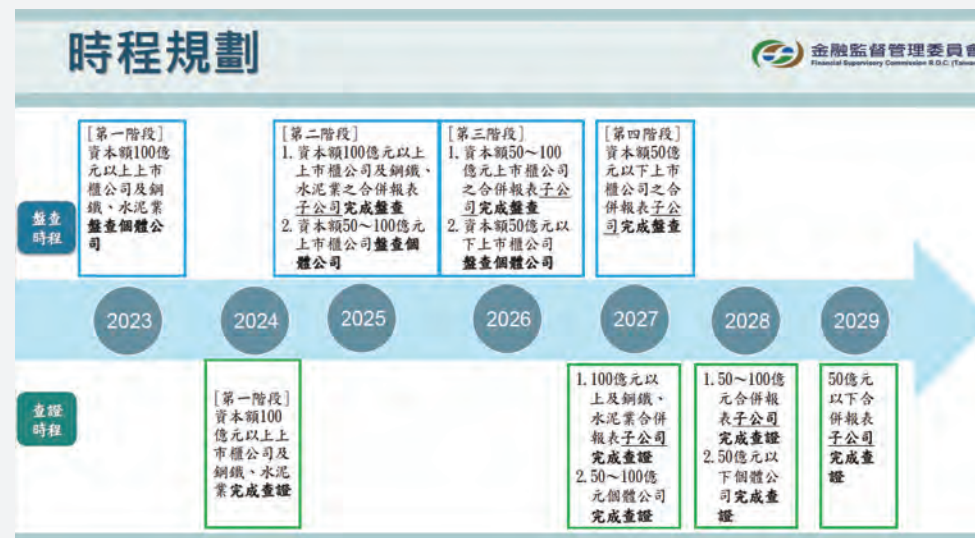 時程規劃
金融監督管理委員會
Financial Supervisory Commission R.O.C. (Taiwan
[第一階段]
資本額100億
元以上上市
櫃公司及鋼
鐵、水泥業
盤查個體公
司
[第二階段]
1. 資本額100億元以上
上市櫃公司及鋼鐵、
水泥業之合併報表
子公司完成盤查
2. 資本額50～100億元
上市櫃公司盤查個
體公司
[第三階段]
1. 資本額50～100
億元上市櫃公司
之合併報表子公
司完成盤查
2. 資本額50億元以
下上市櫃公司
盤查個體公司
[第四階段]
資本額50億
元以下上市
櫃公司之合
併報表子公
司完成盤查
盤查
時程
2023
2024
2025
2026
2027
2028
2029
查證
時程
[第一階段]
資本額100
億元以上上
市櫃公司及
鋼鐵、水泥
業完成查證
1. 100億元以
上及鋼鐵、
水泥業合併
報表子公司
完成查證
2. 50～100億
元個體公司
完成查證
1. 50～100億
元合併報
表子公司
完成查證
2. 50億元以
下個體公
司完成查
證
50億元
以下合
併報表
子公司
完成查
證